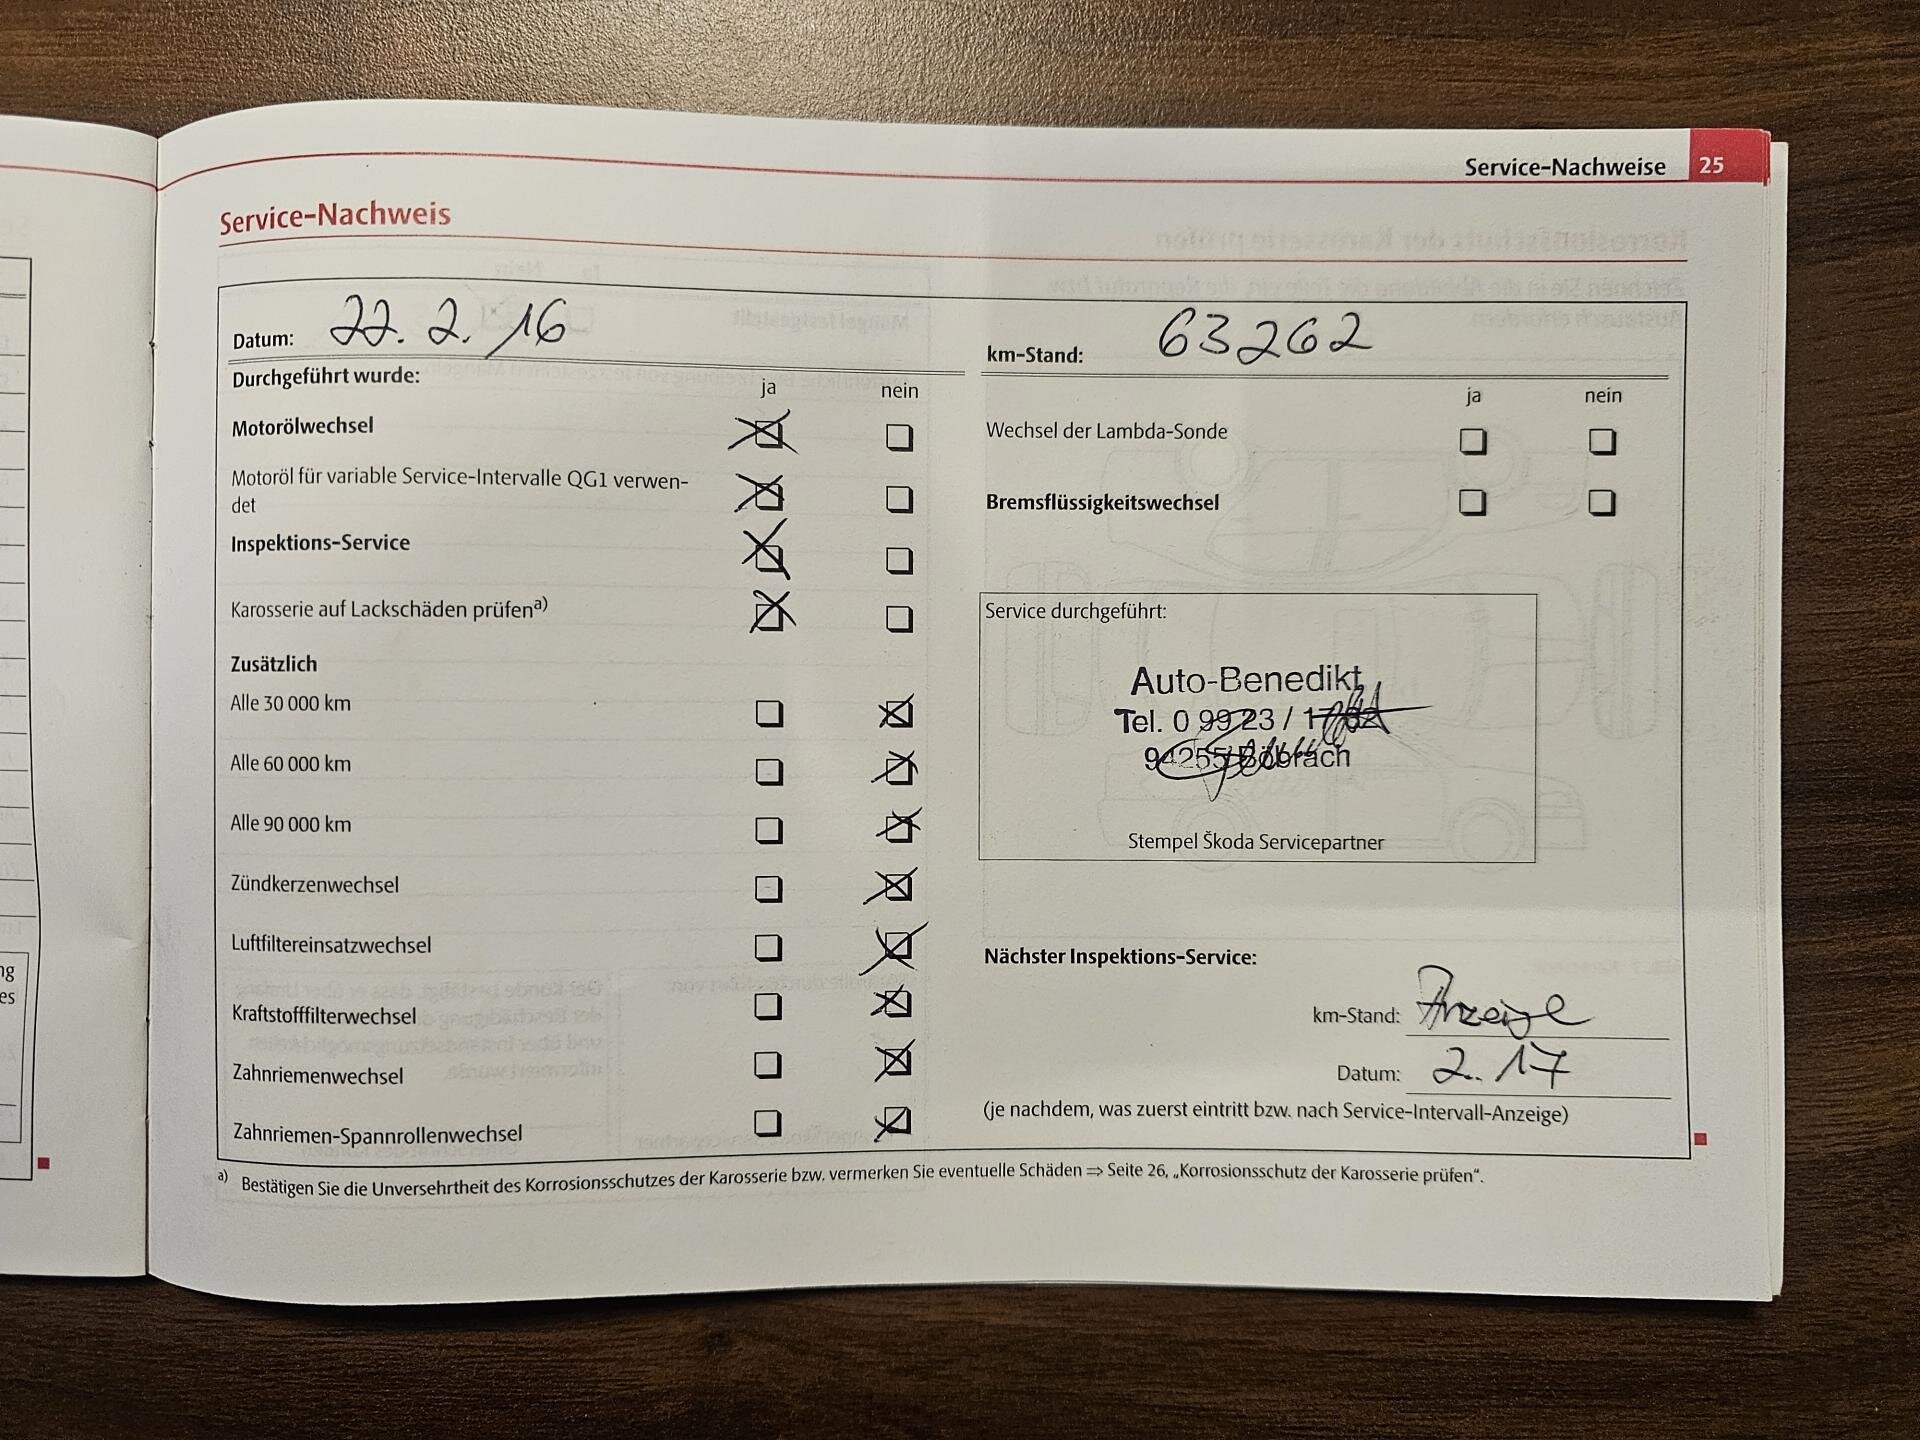 Service-Nachweise 25
Service-Nachweis
Datum: 22. 2. 16
Durchgeführt wurde:
ja nein
Motorölwechsel
Motoröl für variable Service-Intervalle QG1 verwen-
det
Inspektions-Service
Karosserie auf Lackschäden prüfen a)
Zusätzlich
Alle 30 000 km
Alle 60 000 km
Alle 90 000 km
Zündkerzenwechsel
Luftfiltereinsatzwechsel
Kraftstofffilterwechsel
Zahnriemenwechsel
Zahnriemen-Spannrollenwechsel
km-Stand: 63262
ja nein
Wechsel der Lambda-Sonde
Bremsflüssigkeitswechsel
Service durchgeführt:
Auto-Benedikt
Tel. 0 99 23 /
94255 Böbrach
Stempel Škoda Servicepartner
Nächster Inspektions-Service:
km-Stand: Anzeige
Datum: 2. 17
(je nachdem, was zuerst eintritt bzw. nach Service-Intervall-Anzeige)
a) Bestätigen Sie die Unversehrtheit des Korrosionsschutzes der Karosserie bzw. vermerken Sie eventuelle Schäden ⇒ Seite 26, „Korrosionsschutz der Karosserie prüfen“.
ng
es